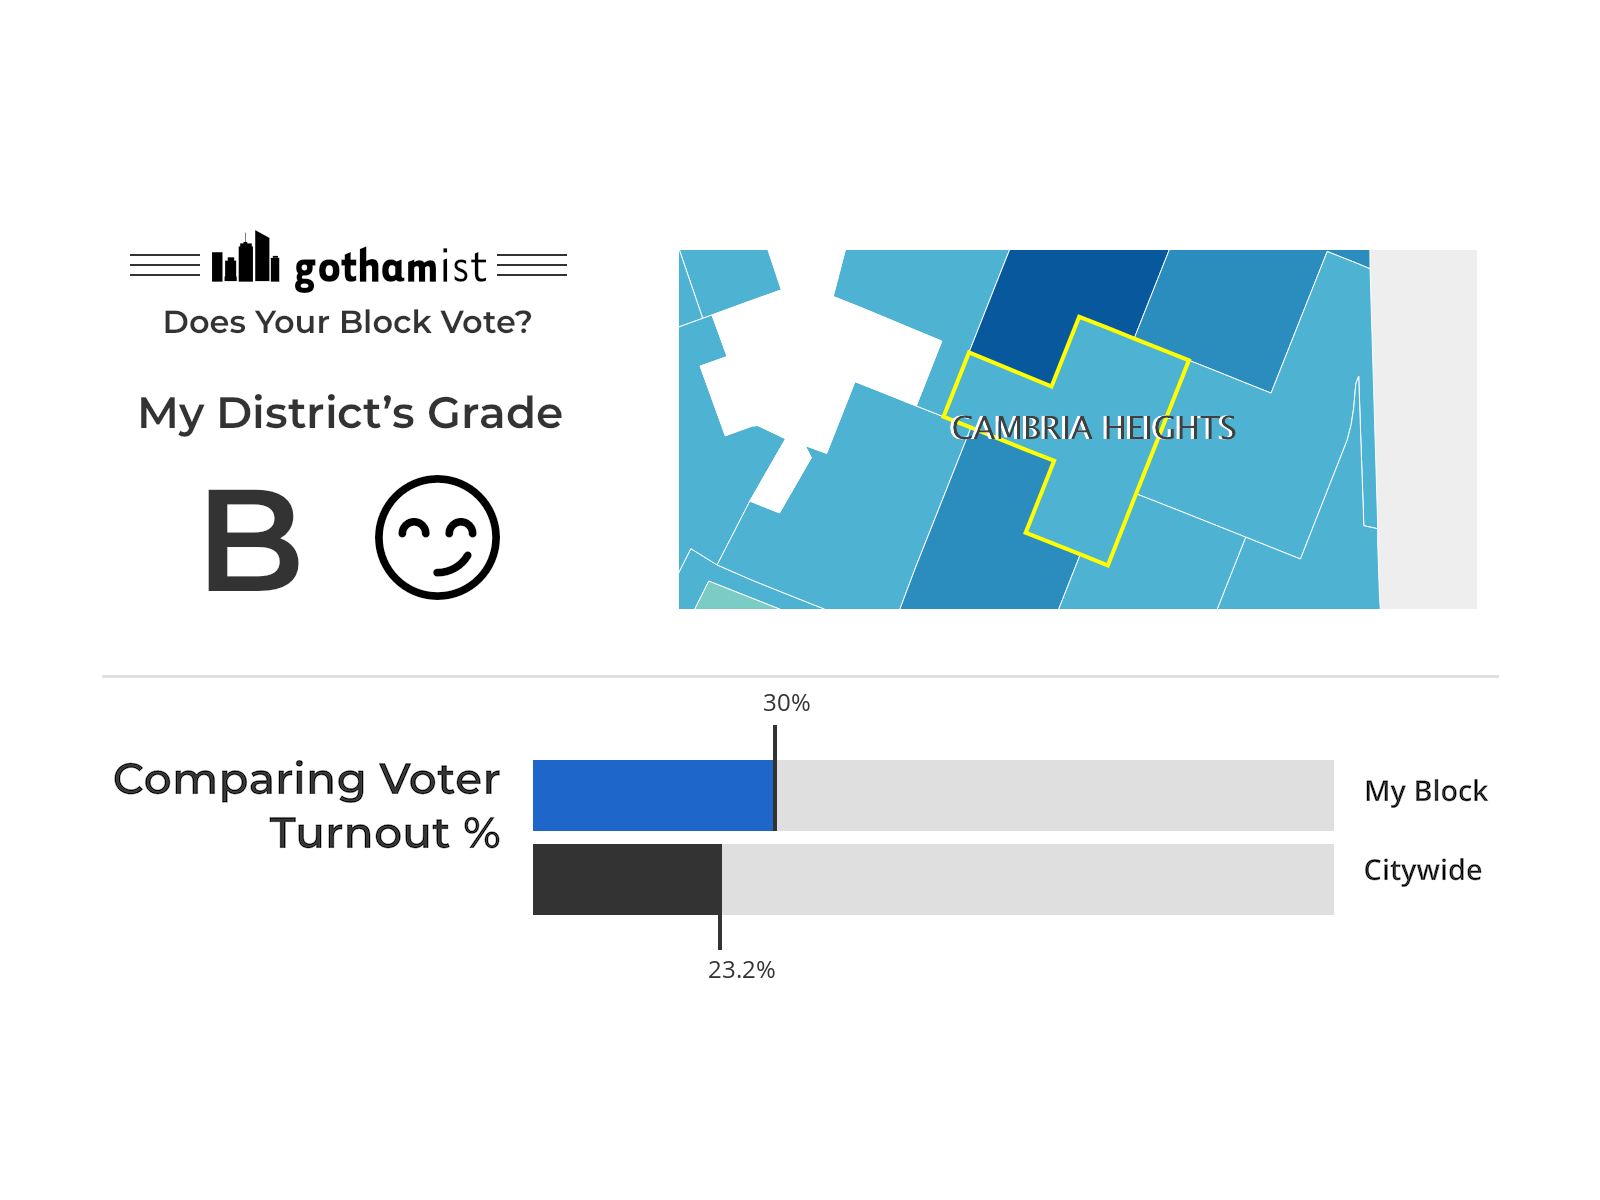 gothamist
Does Your Block Vote?
My District’s Grade
B
CAMBRIA HEIGHTS
30%
Comparing Voter
Turnout %
My Block
Citywide
23.2%